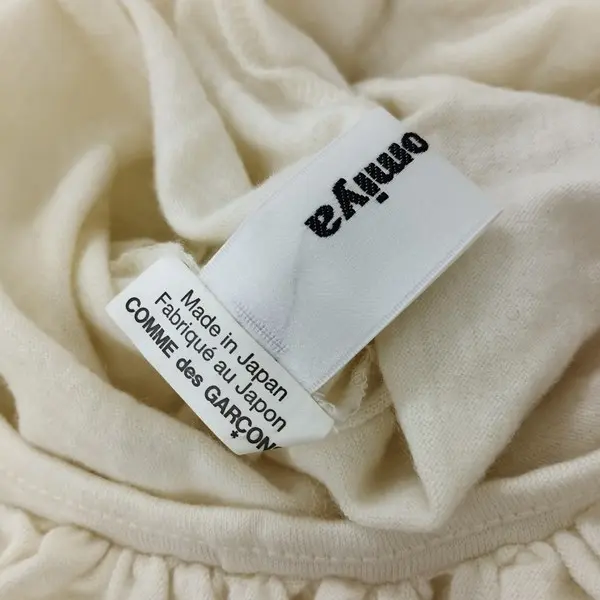 omiya
Made in Japan
Fabriqué au Japon
COMME des GARÇON
*